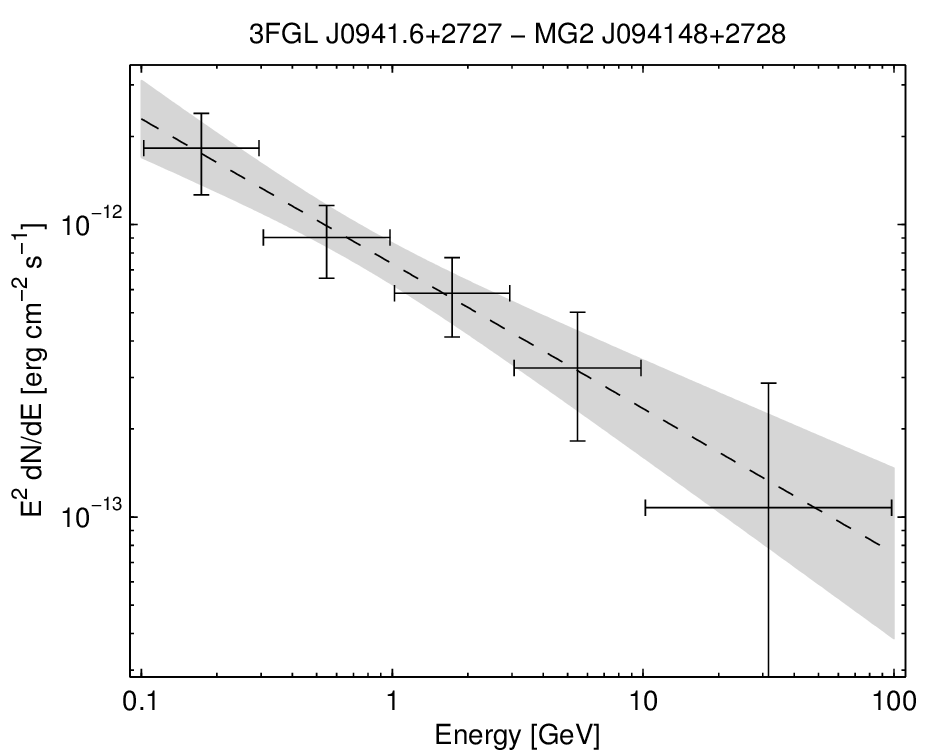 3FGL J0941.6+2727 − MG2 J094148+2728
E² dN/dE [erg cm⁻² s⁻¹]
10⁻¹²
10⁻¹³
0.1 1 10 100
Energy [GeV]